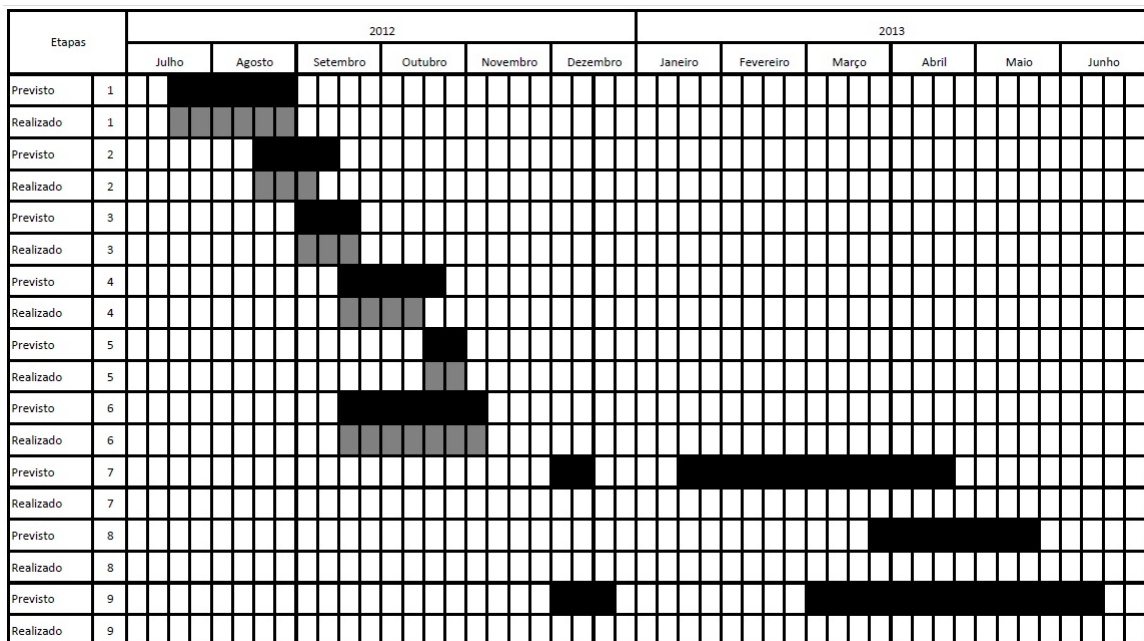 Etapas
2012
2013
Julho Agosto Setembro Outubro Novembro Dezembro Janeiro Fevereiro Março Abril Maio Junho
Previsto 1
Realizado 1
Previsto 2
Realizado 2
Previsto 3
Realizado 3
Previsto 4
Realizado 4
Previsto 5
Realizado 5
Previsto 6
Realizado 6
Previsto 7
Realizado 7
Previsto 8
Realizado 8
Previsto 9
Realizado 9